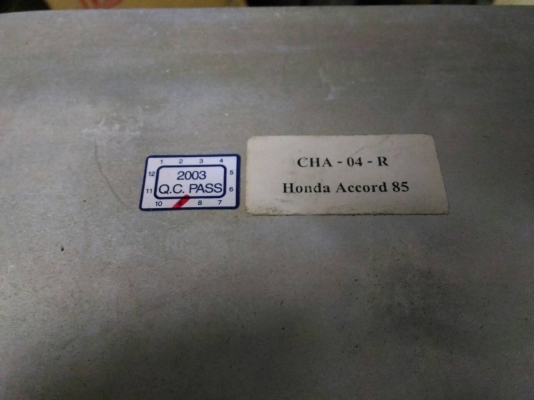 1 2 3 4
12 2003 5
11 Q.C. PASS 6
10 8 7
CHA - 04 - R
Honda Accord 85